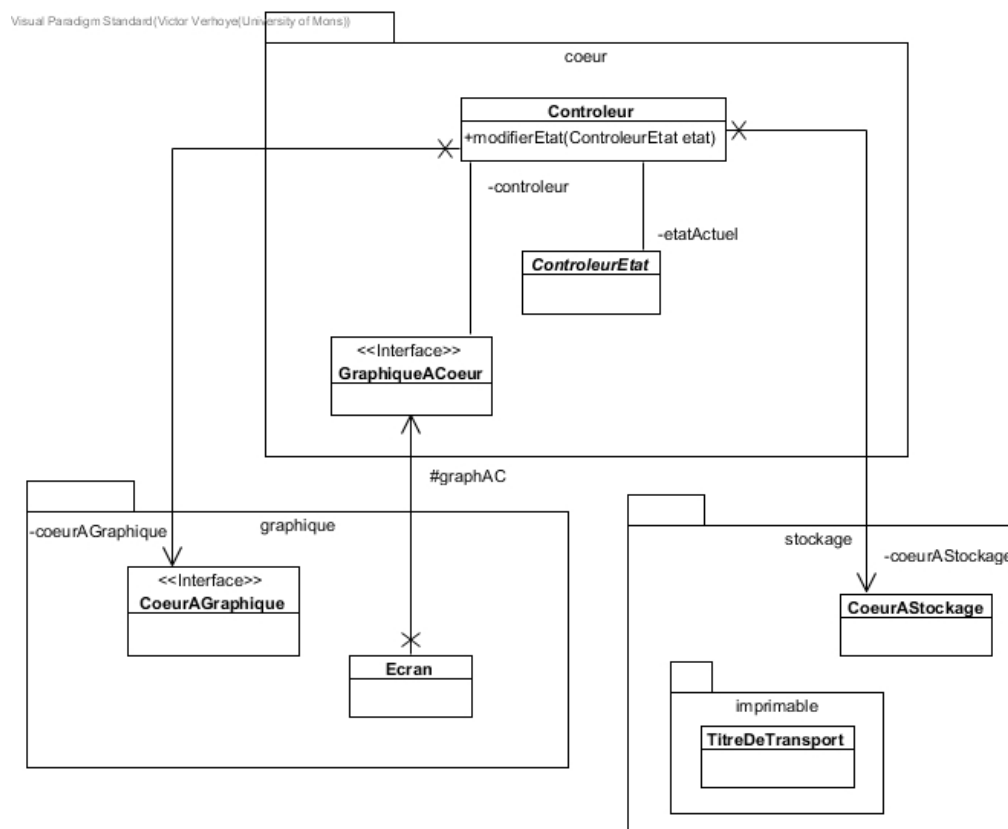 Visual Paradigm Standard(Victor Verhoye(University of Mons))
coeur
Controleur
+modifierEtat(ControleurEtat etat)
-controleur
-etatActuel
ControleurEtat
<<Interface>>
GraphiqueACoeur
#graphAC
graphique
-coeurAGraphique
<<Interface>>
CoeurAGraphique
Ecran
stockage
-coeurAStockage
CoeurAStockage
imprimable
TitreDeTransport